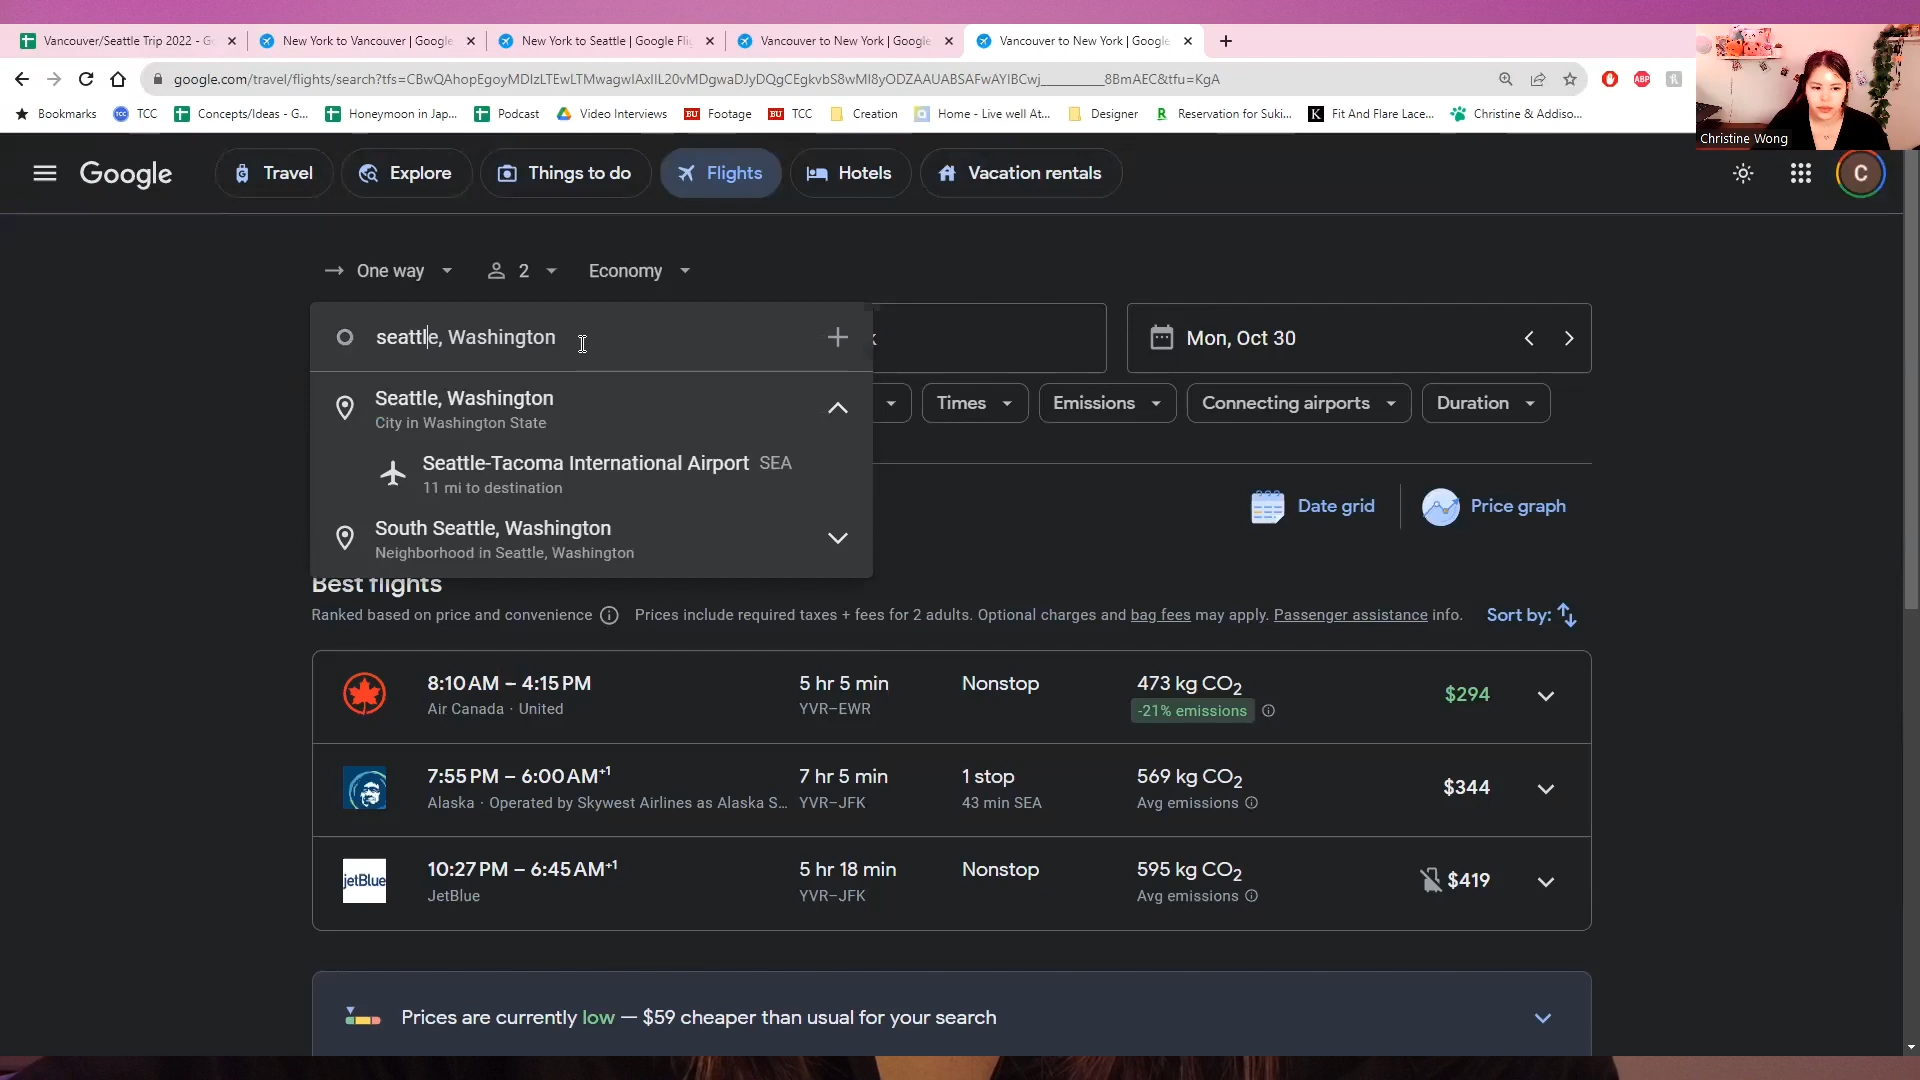 Vancouver/Seattle Trip 2022 - G
New York to Vancouver | Google
New York to Seattle | Google Fli
Vancouver to New York | Google
Vancouver to New York | Google
google.com/travel/flights/search?tfs=
Bookmarks
TCC
Concepts/Ideas - G...
Honeymoon in Jap...
Podcast
Video Interviews
BU Footage
BU TCC
Creation
Home - Live well At...
Designer
R Reservation for Suki...
K Fit And Flare Lace...
Christine & Addiso...
ABP
Christine Wong
Google
Travel
Explore
Things to do
Flights
Hotels
Vacation rentals
C
One way
2
Economy
seattle, Washington
Mon, Oct 30
Seattle, Washington
City in Washington State
Seattle-Tacoma International Airport SEA
11 mi to destination
South Seattle, Washington
Neighborhood in Seattle, Washington
Times
Emissions
Connecting airports
Duration
Date grid
Price graph
Best flights
Ranked based on price and convenience Prices include required taxes + fees for 2 adults. Optional charges and bag fees may apply. Passenger assistance info. Sort by:
8:10 AM – 4:15 PM 5 hr 5 min Nonstop 473 kg CO2 $294
Air Canada · United YVR–EWR -21% emissions
7:55 PM – 6:00 AM+1 7 hr 5 min 1 stop 569 kg CO2 $344
Alaska · Operated by Skywest Airlines as Alaska S... YVR–JFK 43 min SEA Avg emissions
jetBlue
10:27 PM – 6:45 AM+1 5 hr 18 min Nonstop 595 kg CO2 $419
JetBlue YVR–JFK Avg emissions
Prices are currently low — $59 cheaper than usual for your search